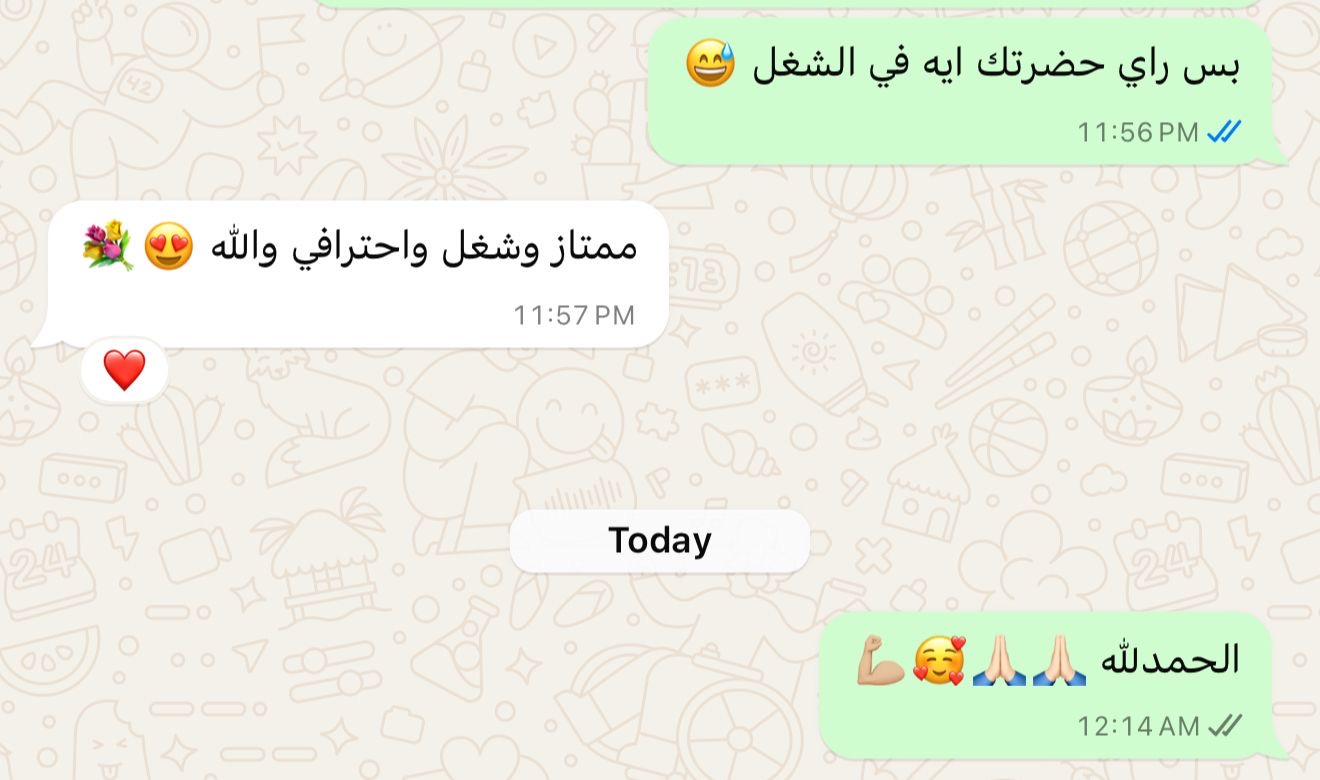 بس راي حضرتك ايه في الشغل 😅
11:56 PM
ممتاز وشغل واحترافي والله 😍💐
11:57 PM
❤️
Today
الحمدلله 🙏🏻🙏🏻🥰💪🏼
12:14 AM